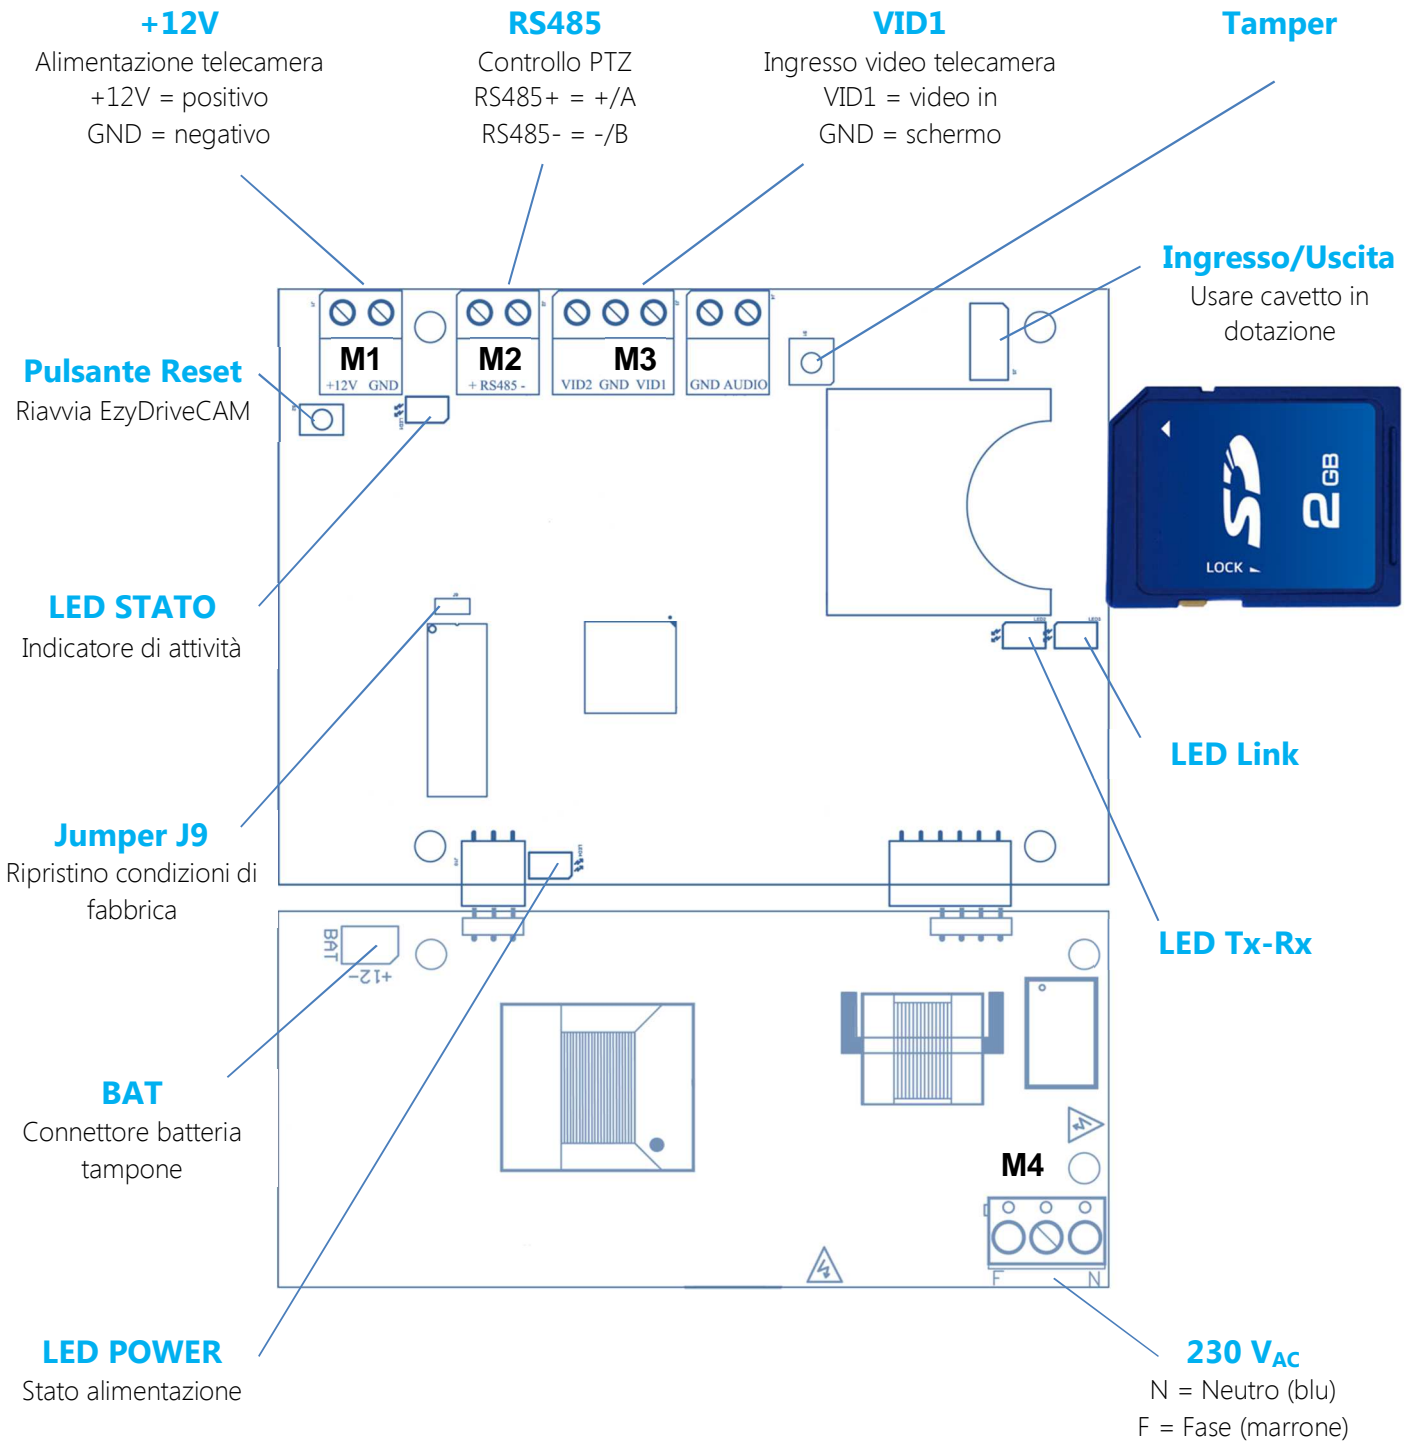 +12V
Alimentazione telecamera
+12V = positivo
GND = negativo
RS485
Controllo PTZ
RS485+ = +/A
RS485- = -/B
VID1
Ingresso video telecamera
VID1 = video in
GND = schermo
Tamper
Ingresso/Uscita
Usare cavetto in
dotazione
M1
+12V GND
M2
+ RS485 -
M3
VID2 GND VID1
GND AUDIO
Pulsante Reset
Riavvia EzyDriveCAM
SD
2 GB
LOCK
LED STATO
Indicatore di attività
LED Link
Jumper J9
Ripristino condizioni di
fabbrica
LED Tx-Rx
BAT
+12-
BAT
Connettore batteria
tampone
M4
F N
LED POWER
Stato alimentazione
230 VAC
N = Neutro (blu)
F = Fase (marrone)